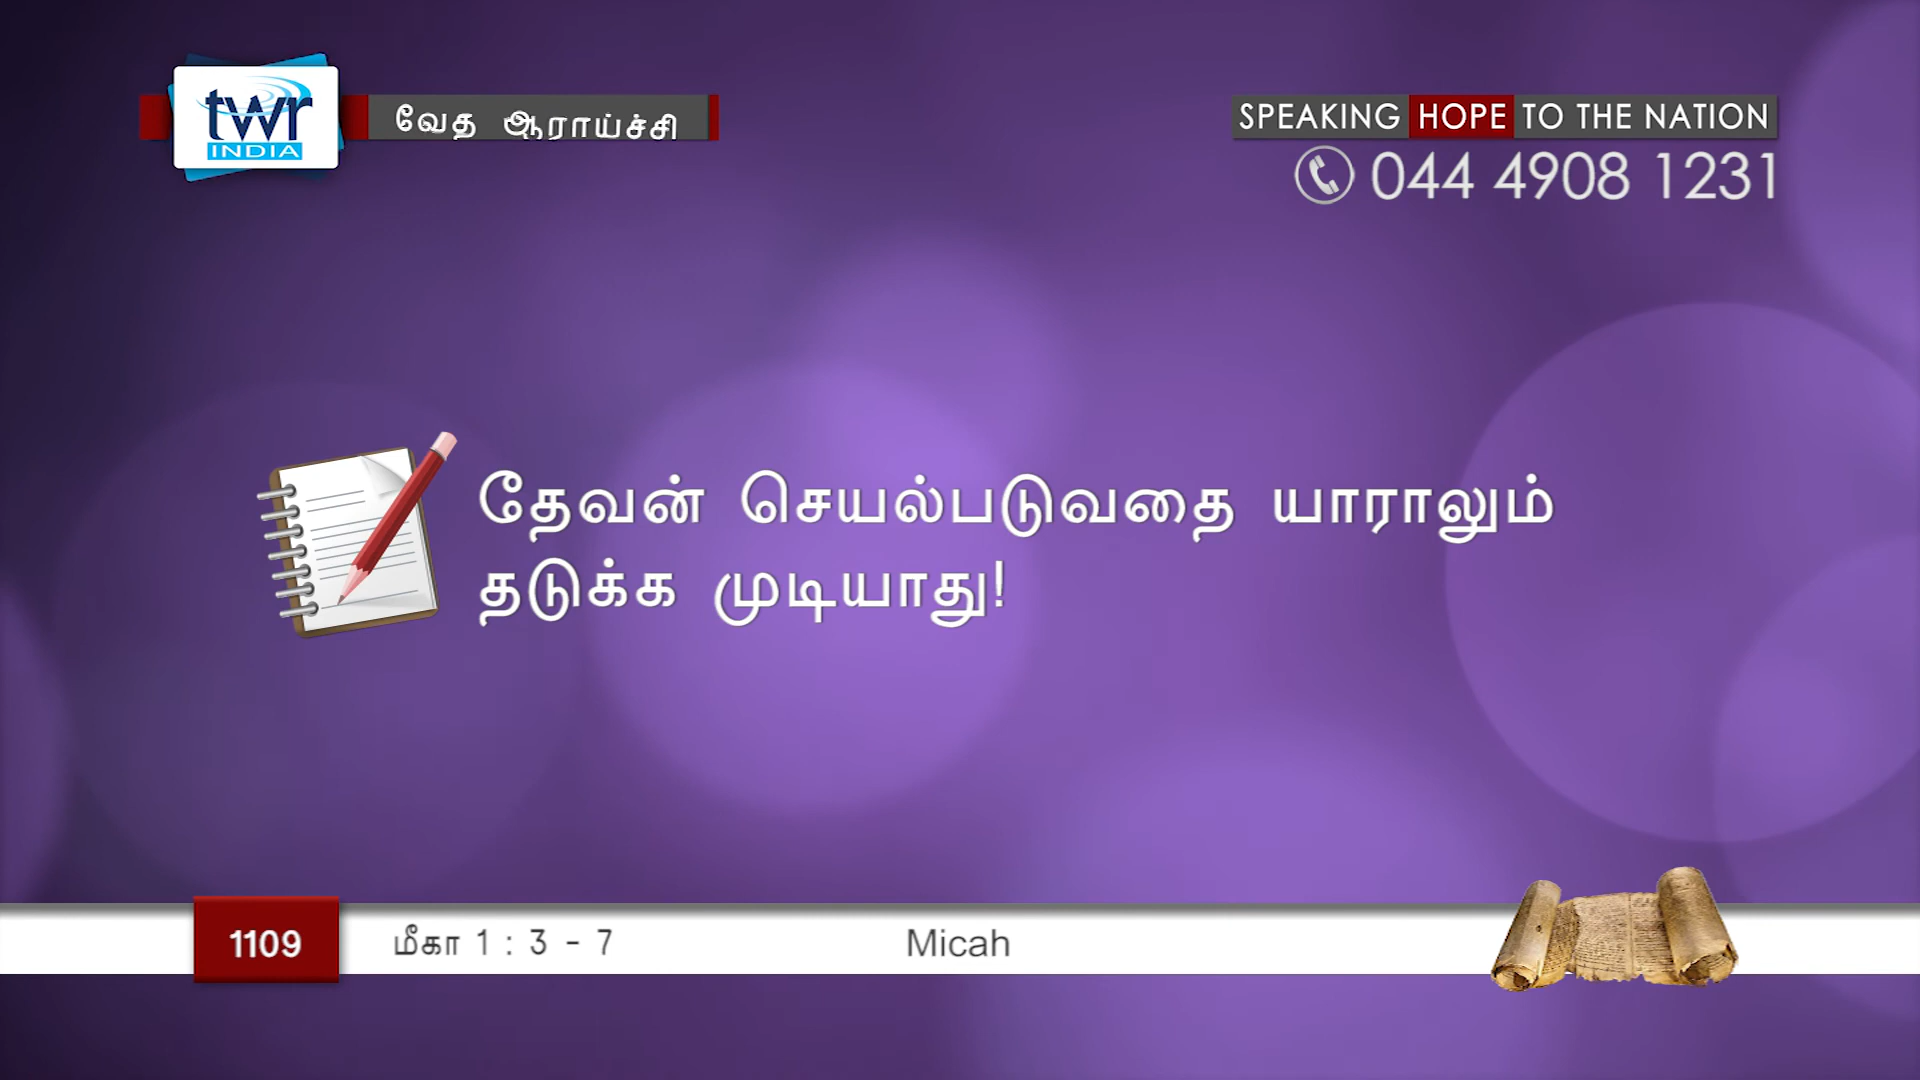 twr
INDIA
வேத ஆராய்ச்சி
SPEAKING HOPE TO THE NATION
044 4908 1231
தேவன் செயல்படுவதை யாராலும்
தடுக்க முடியாது!
1109
மீகா 1 : 3 - 7
Micah